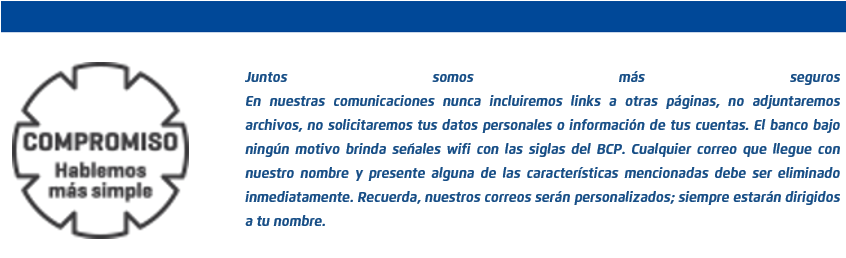 COMPROMISO
Hablemos
más simple
Juntos somos más seguros
En nuestras comunicaciones nunca incluiremos links a otras páginas, no adjuntaremos
archivos, no solicitaremos tus datos personales o información de tus cuentas. El banco bajo
ningún motivo brinda señales wifi con las siglas del BCP. Cualquier correo que llegue con
nuestro nombre y presente alguna de las características mencionadas debe ser eliminado
inmediatamente. Recuerda, nuestros correos serán personalizados; siempre estarán dirigidos
a tu nombre.